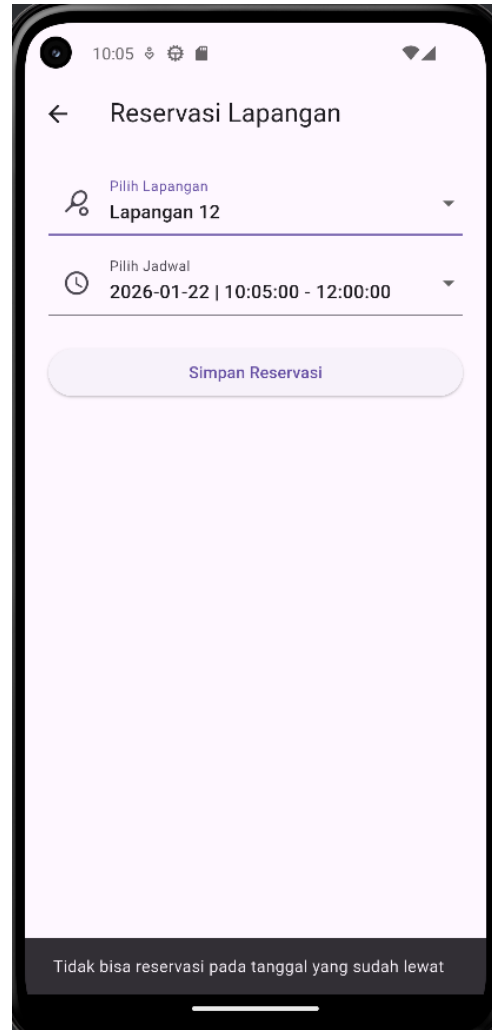 10:05
Reservasi Lapangan
Pilih Lapangan
Lapangan 12
Pilih Jadwal
2026-01-22 | 10:05:00 - 12:00:00
Simpan Reservasi
Tidak bisa reservasi pada tanggal yang sudah lewat